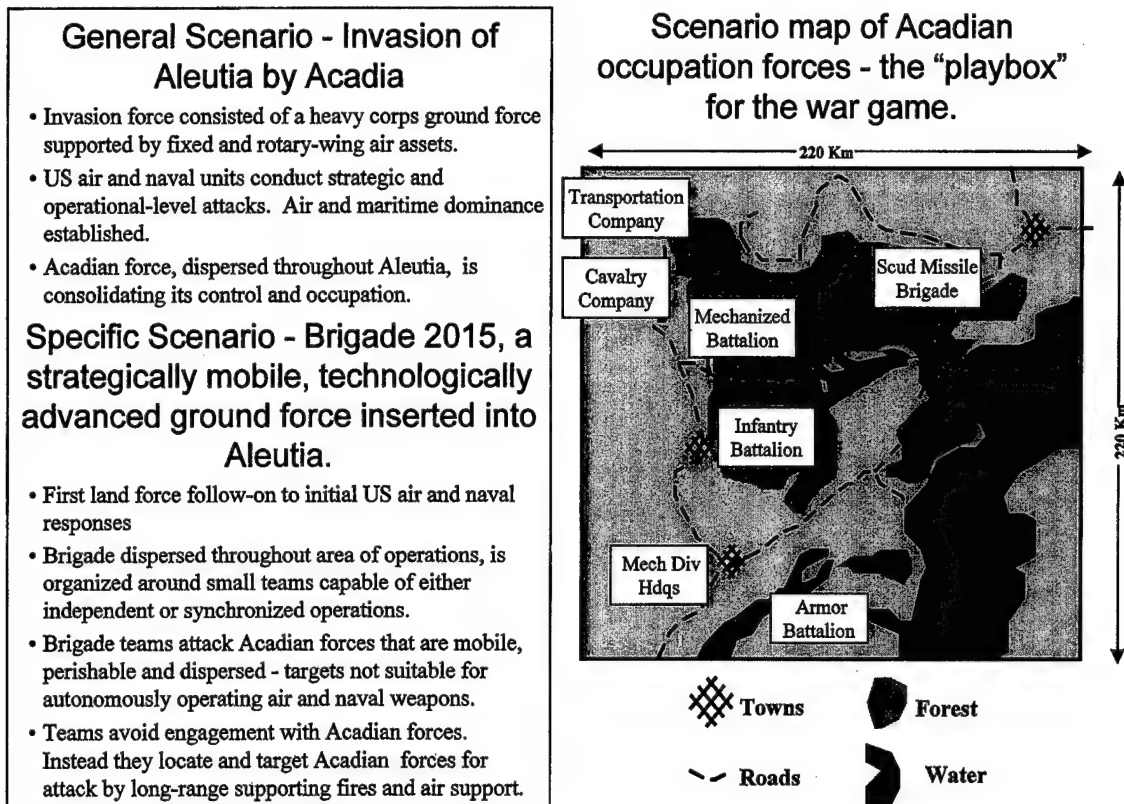 General Scenario - Invasion of
Aleutia by Acadia
• Invasion force consisted of a heavy corps ground force
supported by fixed and rotary-wing air assets.
• US air and naval units conduct strategic and
operational-level attacks. Air and maritime dominance
established.
• Acadian force, dispersed throughout Aleutia, is
consolidating its control and occupation.
Specific Scenario - Brigade 2015, a
strategically mobile, technologically
advanced ground force inserted into
Aleutia.
• First land force follow-on to initial US air and naval
responses
• Brigade dispersed throughout area of operations, is
organized around small teams capable of either
independent or synchronized operations.
• Brigade teams attack Acadian forces that are mobile,
perishable and dispersed - targets not suitable for
autonomously operating air and naval weapons.
• Teams avoid engagement with Acadian forces.
Instead they locate and target Acadian forces for
attack by long-range supporting fires and air support.
Scenario map of Acadian
occupation forces - the “playbox”
for the war game.
220 Km
Transportation
Company
Cavalry
Company
Scud Missile
Brigade
Mechanized
Battalion
Infantry
Battalion
220 Km
Mech Div
Hdqs
Armor
Battalion
Towns
Forest
Roads
Water